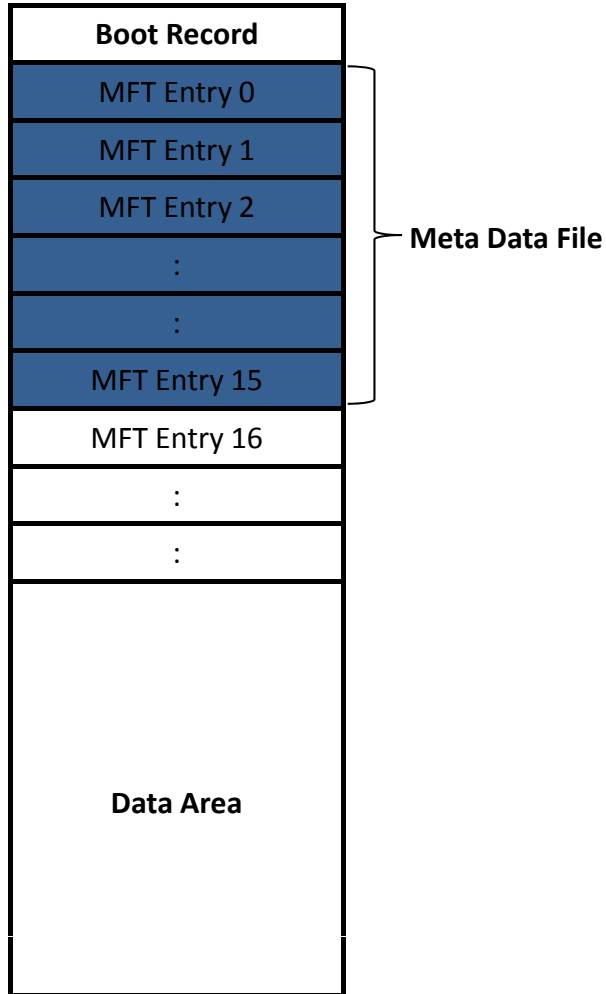 Boot Record
MFT Entry 0
MFT Entry 1
MFT Entry 2
:
:
MFT Entry 15
Meta Data File
MFT Entry 16
:
:
Data Area